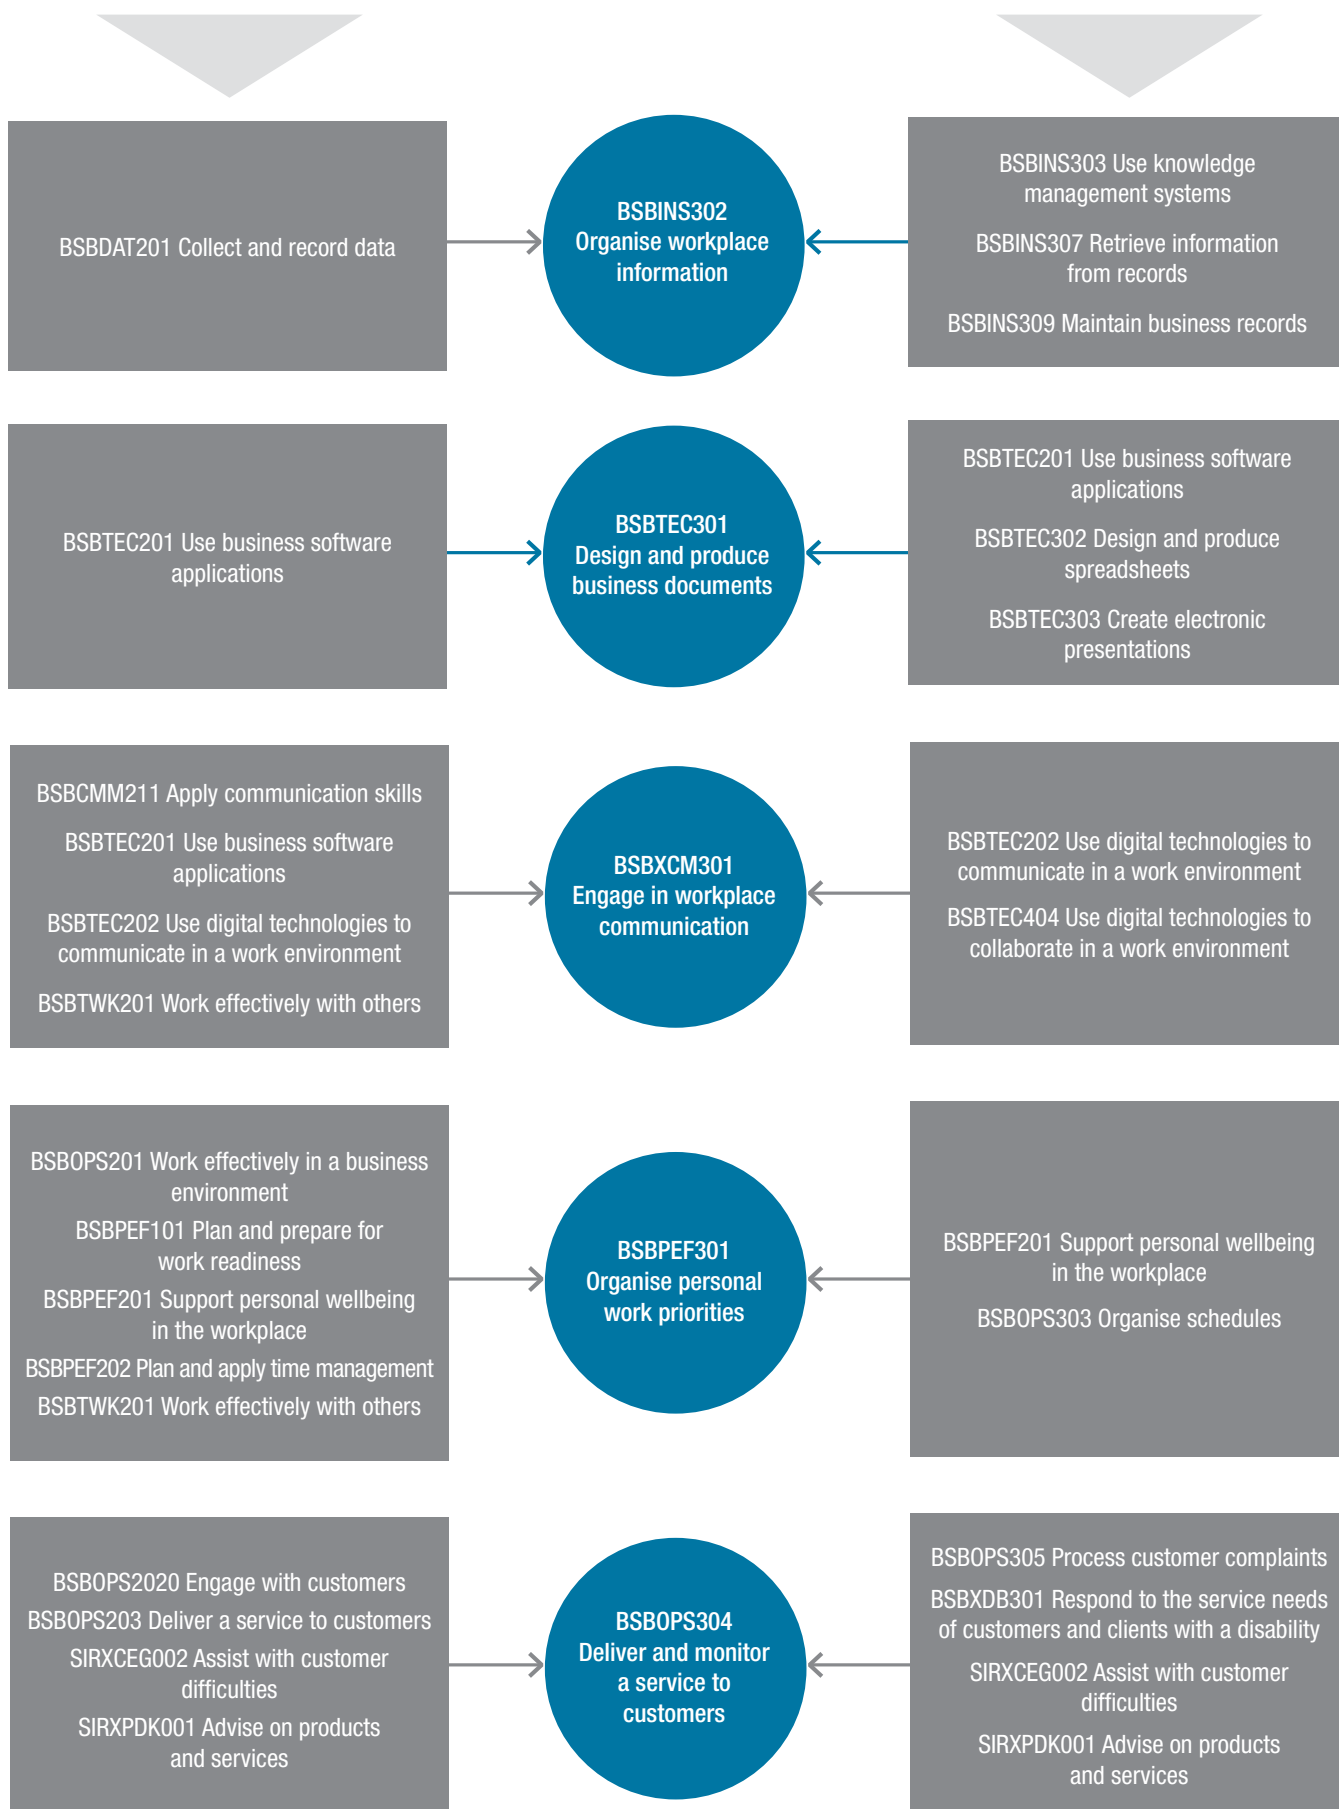 BSBDAT201 Collect and record data
BSBINS302
Organise workplace
information
BSBINS303 Use knowledge
management systems
BSBINS307 Retrieve information
from records
BSBINS309 Maintain business records
BSBTEC201 Use business software
applications
BSBTEC301
Design and produce
business documents
BSBTEC201 Use business software
applications
BSBTEC302 Design and produce
spreadsheets
BSBTEC303 Create electronic
presentations
BSBCMM211 Apply communication skills
BSBTEC201 Use business software
applications
BSBTEC202 Use digital technologies to
communicate in a work environment
BSBTWK201 Work effectively with others
BSBXCM301
Engage in workplace
communication
BSBTEC202 Use digital technologies to
communicate in a work environment
BSBTEC404 Use digital technologies to
collaborate in a work environment
BSBOPS201 Work effectively in a business
environment
BSBPEF101 Plan and prepare for
work readiness
BSBPEF201 Support personal wellbeing
in the workplace
BSBPEF202 Plan and apply time management
BSBTWK201 Work effectively with others
BSBPEF301
Organise personal
work priorities
BSBPEF201 Support personal wellbeing
in the workplace
BSBOPS303 Organise schedules
BSBOPS2020 Engage with customers
BSBOPS203 Deliver a service to customers
SIRXCEG002 Assist with customer
difficulties
SIRXPDK001 Advise on products
and services
BSBOPS304
Deliver and monitor
a service to
customers
BSBOPS305 Process customer complaints
BSBXDB301 Respond to the service needs
of customers and clients with a disability
SIRXCEG002 Assist with customer
difficulties
SIRXPDK001 Advise on products
and services